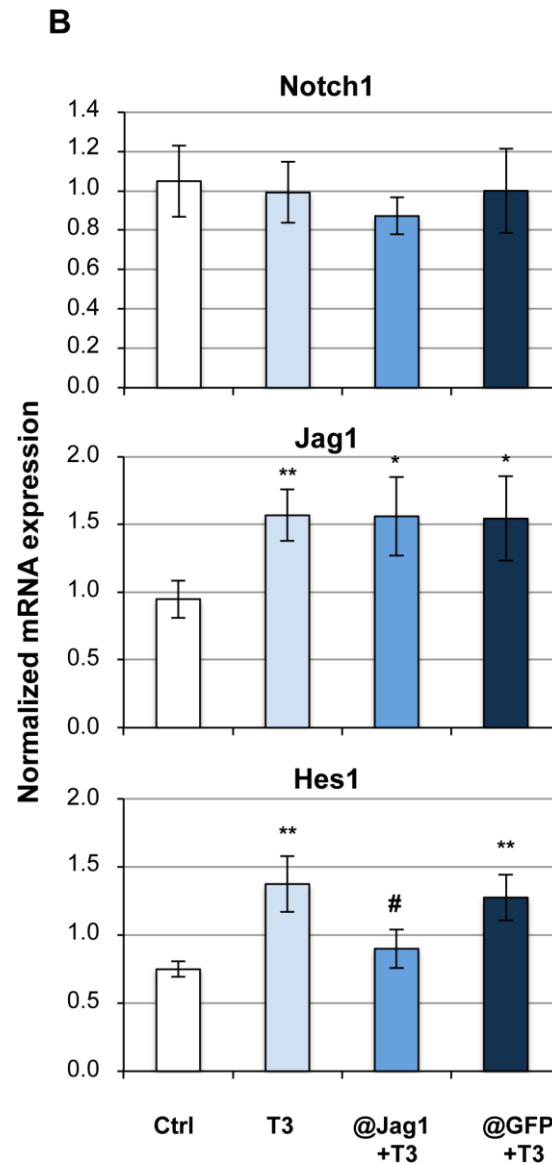 B
Notch1
1.4
1.2
1.0
0.8
0.6
0.4
0.2
0.0
Normalized mRNA expression
Jag1
2.0
** * *
1.5
1.0
0.5
0.0
Hes1
2.0
** # **
1.5
1.0
0.5
0.0
Ctrl T3 @Jag1 @GFP
+T3 +T3